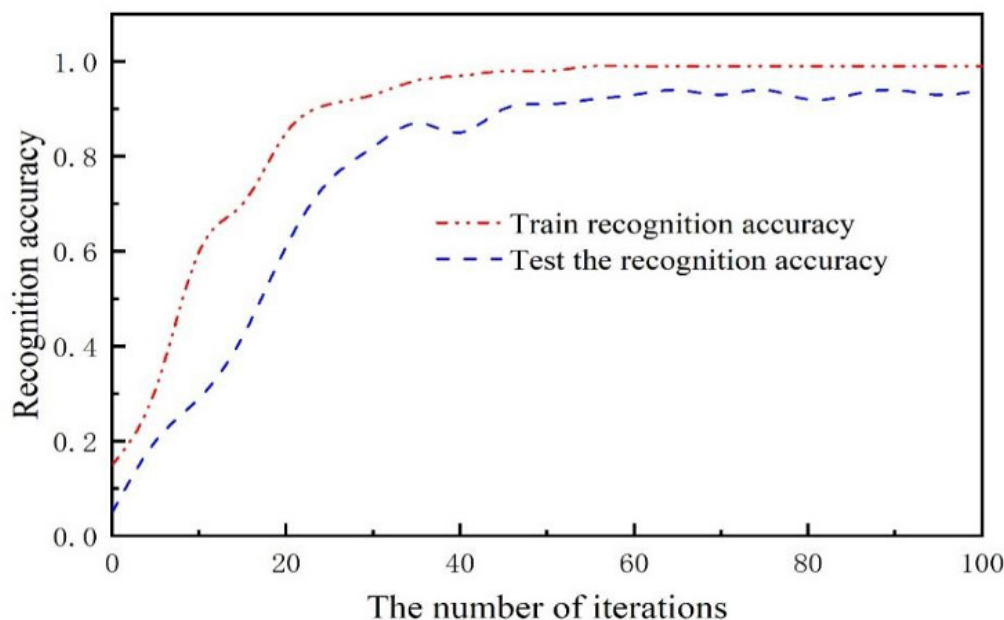 1.0
0.8
0.6
0.4
0.2
0.0
Recognition accuracy
Train recognition accuracy
Test the recognition accuracy
0 20 40 60 80 100
The number of iterations